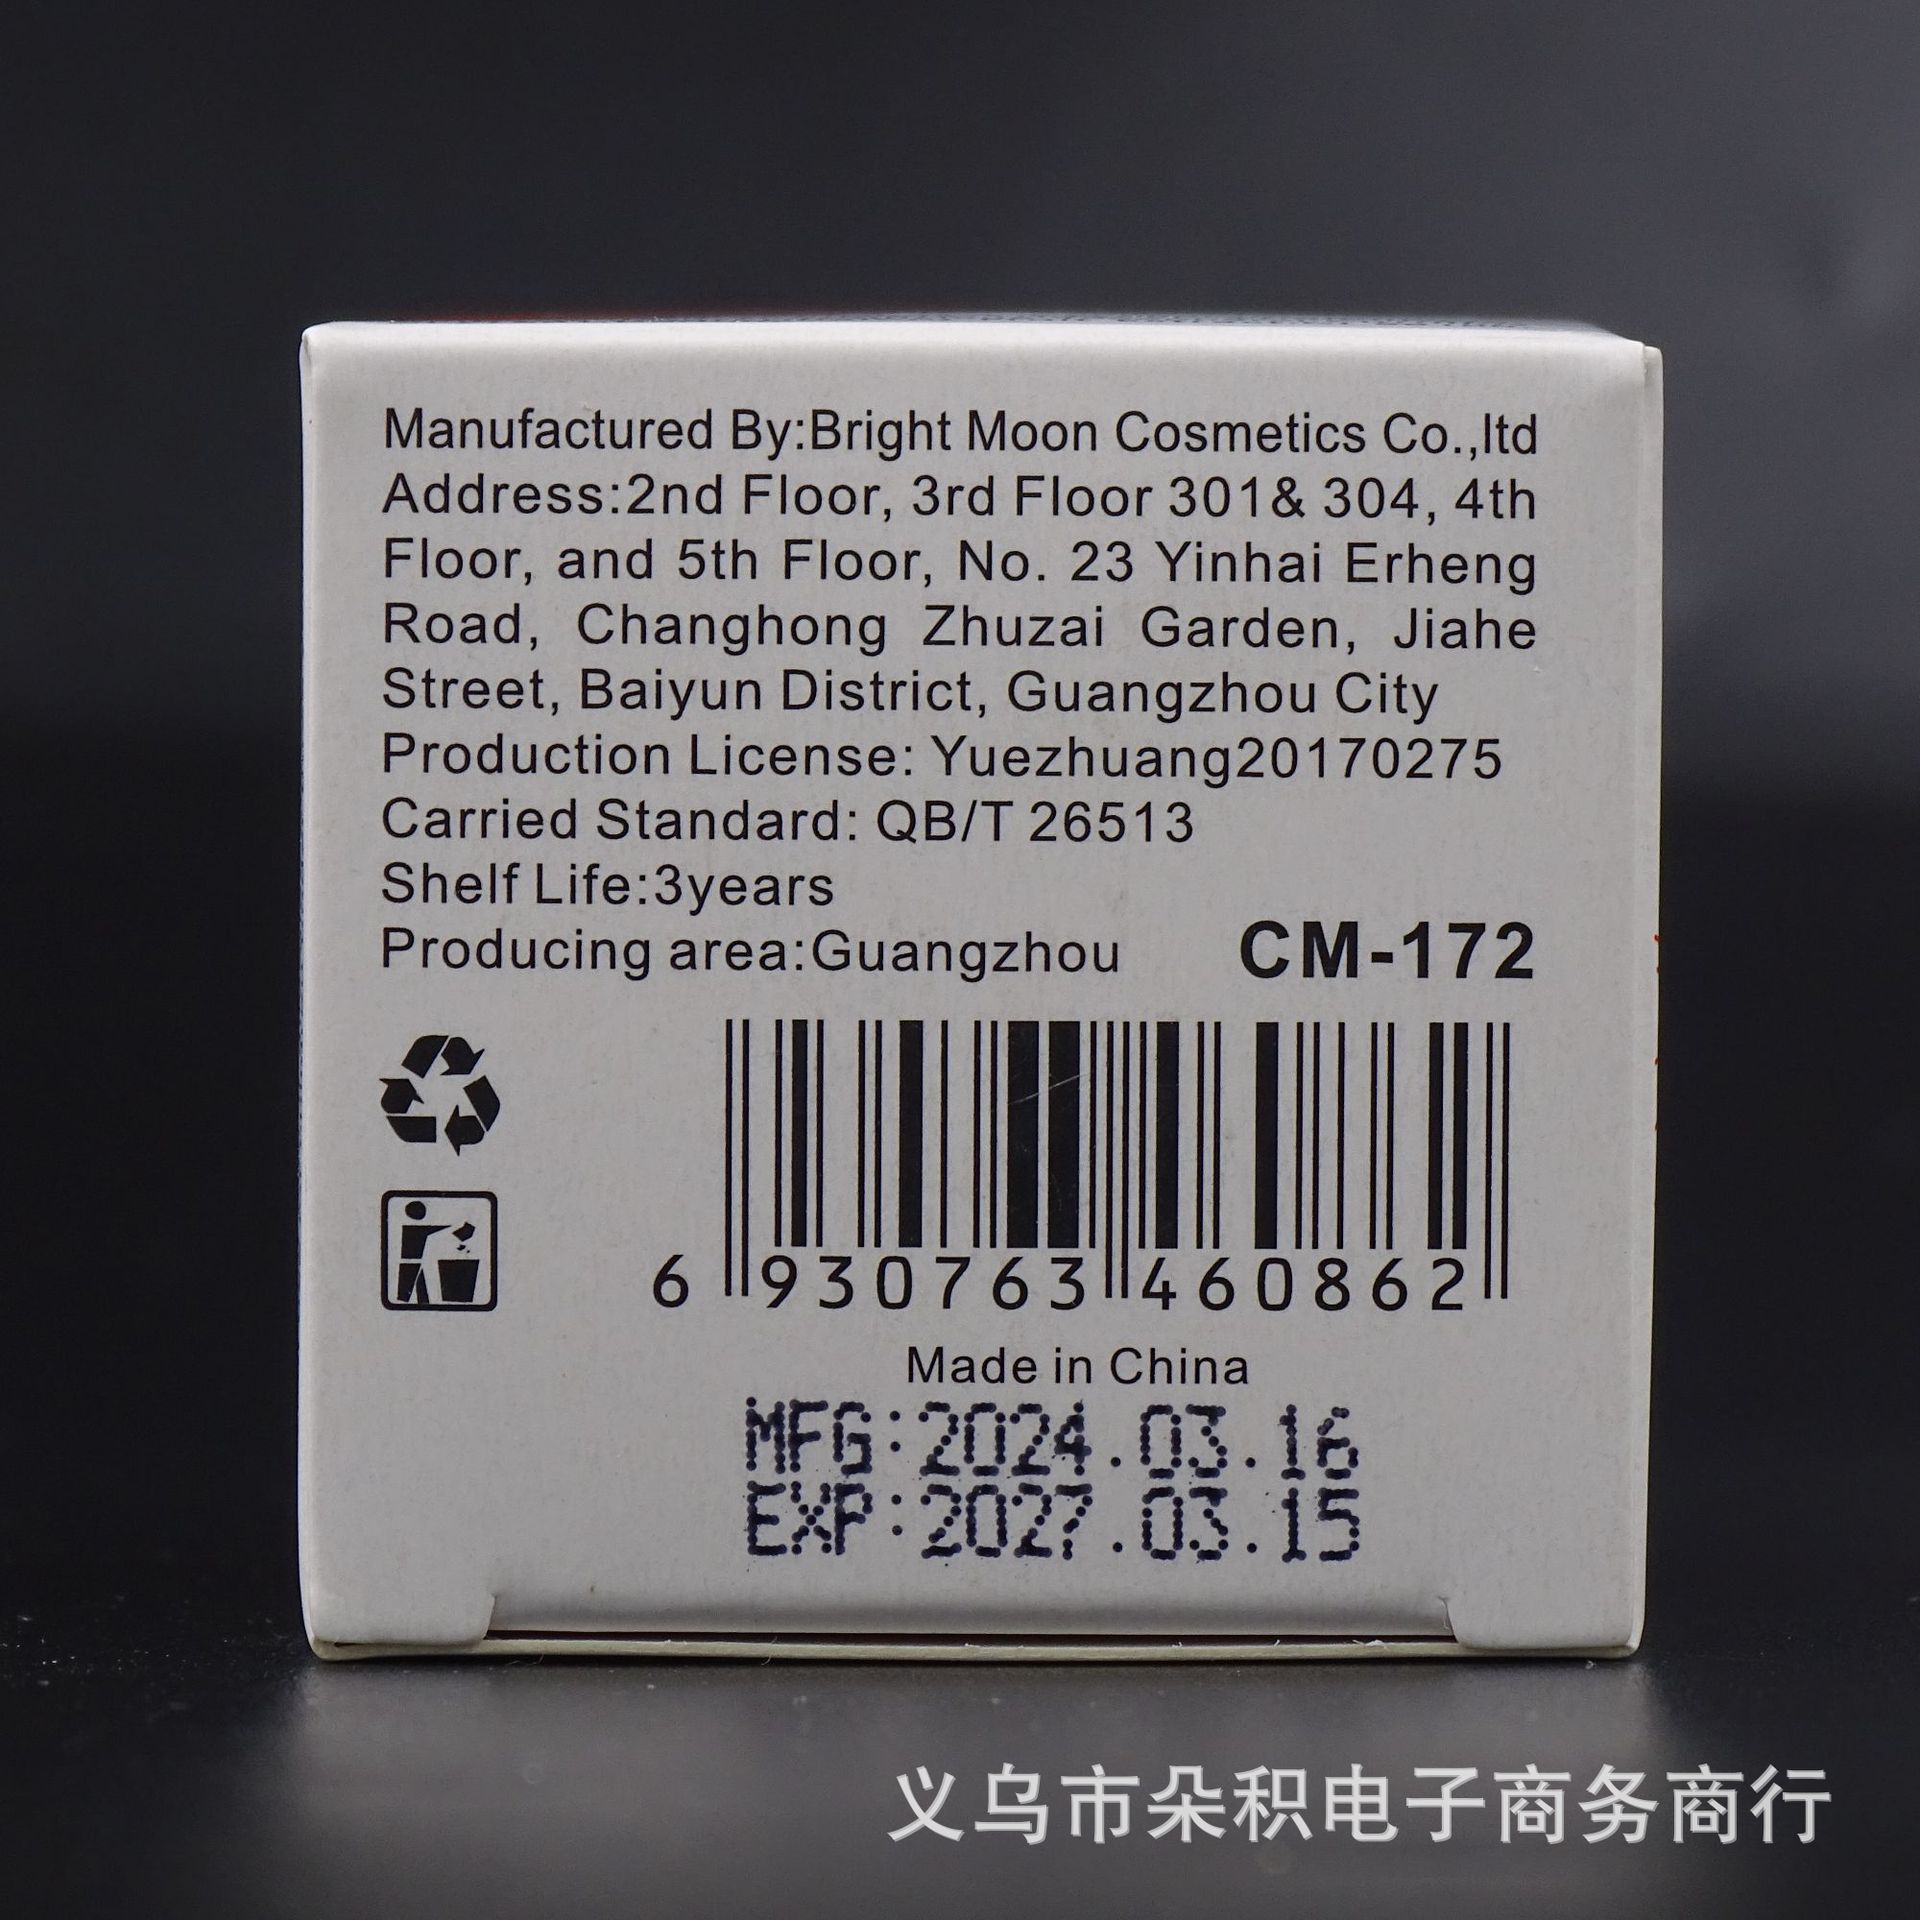 Manufactured By:Bright Moon Cosmetics Co.,ltd
Address:2nd Floor, 3rd Floor 301& 304, 4th
Floor, and 5th Floor, No. 23 Yinhai Erheng
Road, Changhong Zhuzai Garden, Jiahe
Street, Baiyun District, Guangzhou City
Production License: Yuezhuang20170275
Carried Standard: QB/T 26513
Shelf Life:3years
Producing area:Guangzhou
CM-172
6 930763 460862
Made in China
MFG:2024.03.16
EXP:2027.03.15
义乌市朵积电子商务商行